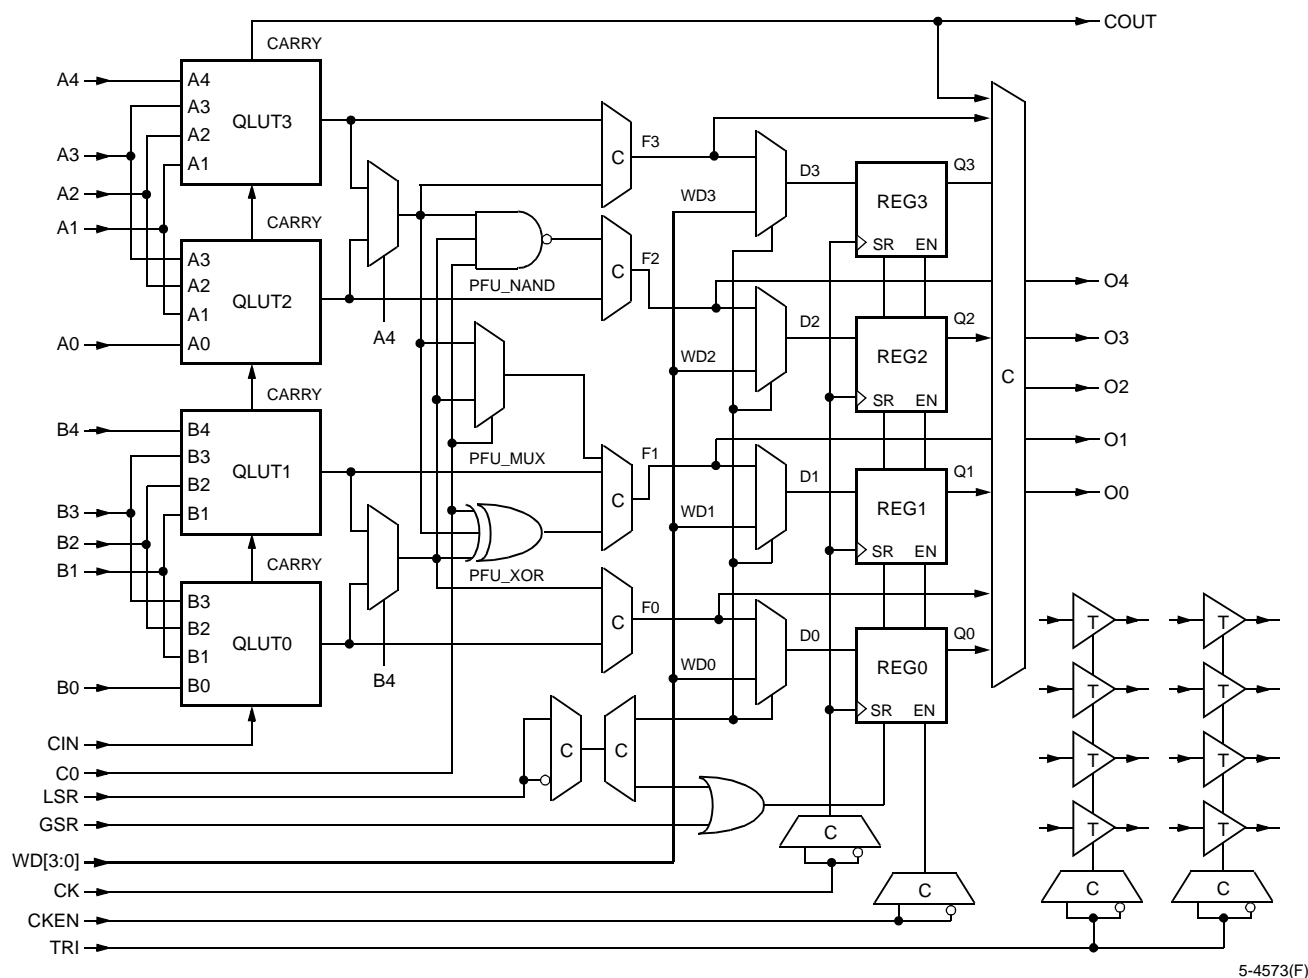 COUT
CARRY
A4
A4
A3
QLUT3
A2
A3
A1
A2
A1
CARRY
A3
A2
QLUT2
A1
A0
A0
CARRY
B4
B4
B3
QLUT1
B2
B3
B1
B2
B1
CARRY
B3
B2
QLUT0
B1
B0
B0
CIN
C0
LSR
GSR
WD[3:0]
CK
CKEN
TRI
A4
B4
PFU_NAND
PFU_MUX
PFU_XOR
C
C
C
C
C
C
F3
F2
F1
F0
WD3
WD2
WD1
WD0
D3
D2
D1
D0
REG3
SR EN
REG2
SR EN
REG1
SR EN
REG0
SR EN
Q3
Q2
Q1
Q0
C
C
C
O4
O3
O2
O1
O0
T
T
T
T
T
T
T
T
C
C
5-4573(F)